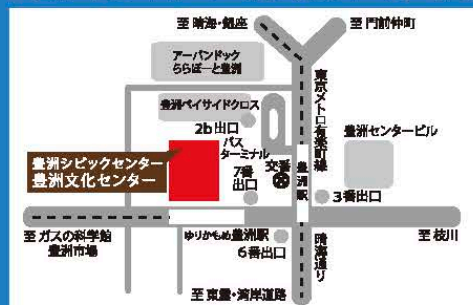 至 晴海・銀座
至 門前仲町
アーバンドック
ららぽーと豊洲
東京メトロ有楽町線
豊洲ベイサイドクロス
2b出口
バス
ターミナル
豊洲センタービル
豊洲シビックセンター
豊洲文化センター
7番
出口
交番
豊洲駅
3番出口
至 ガスの科学館
豊洲市場
ゆりかもめ豊洲駅
6番出口
晴海通り
至 枝川
至 東雲・湾岸道路